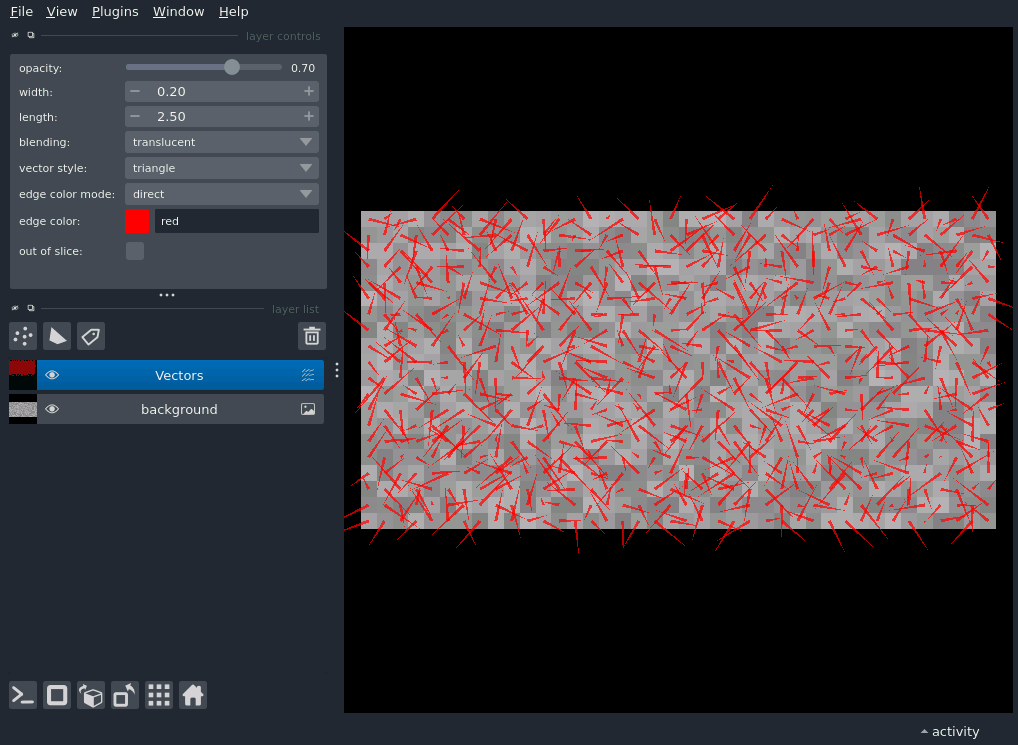 File View Plugins Window Help
layer controls
opacity: 0.70
width: − 0.20 +
length: − 2.50 +
blending: translucent
vector style: triangle
edge color mode: direct
edge color: red
out of slice:
layer list
Vectors
background
activity